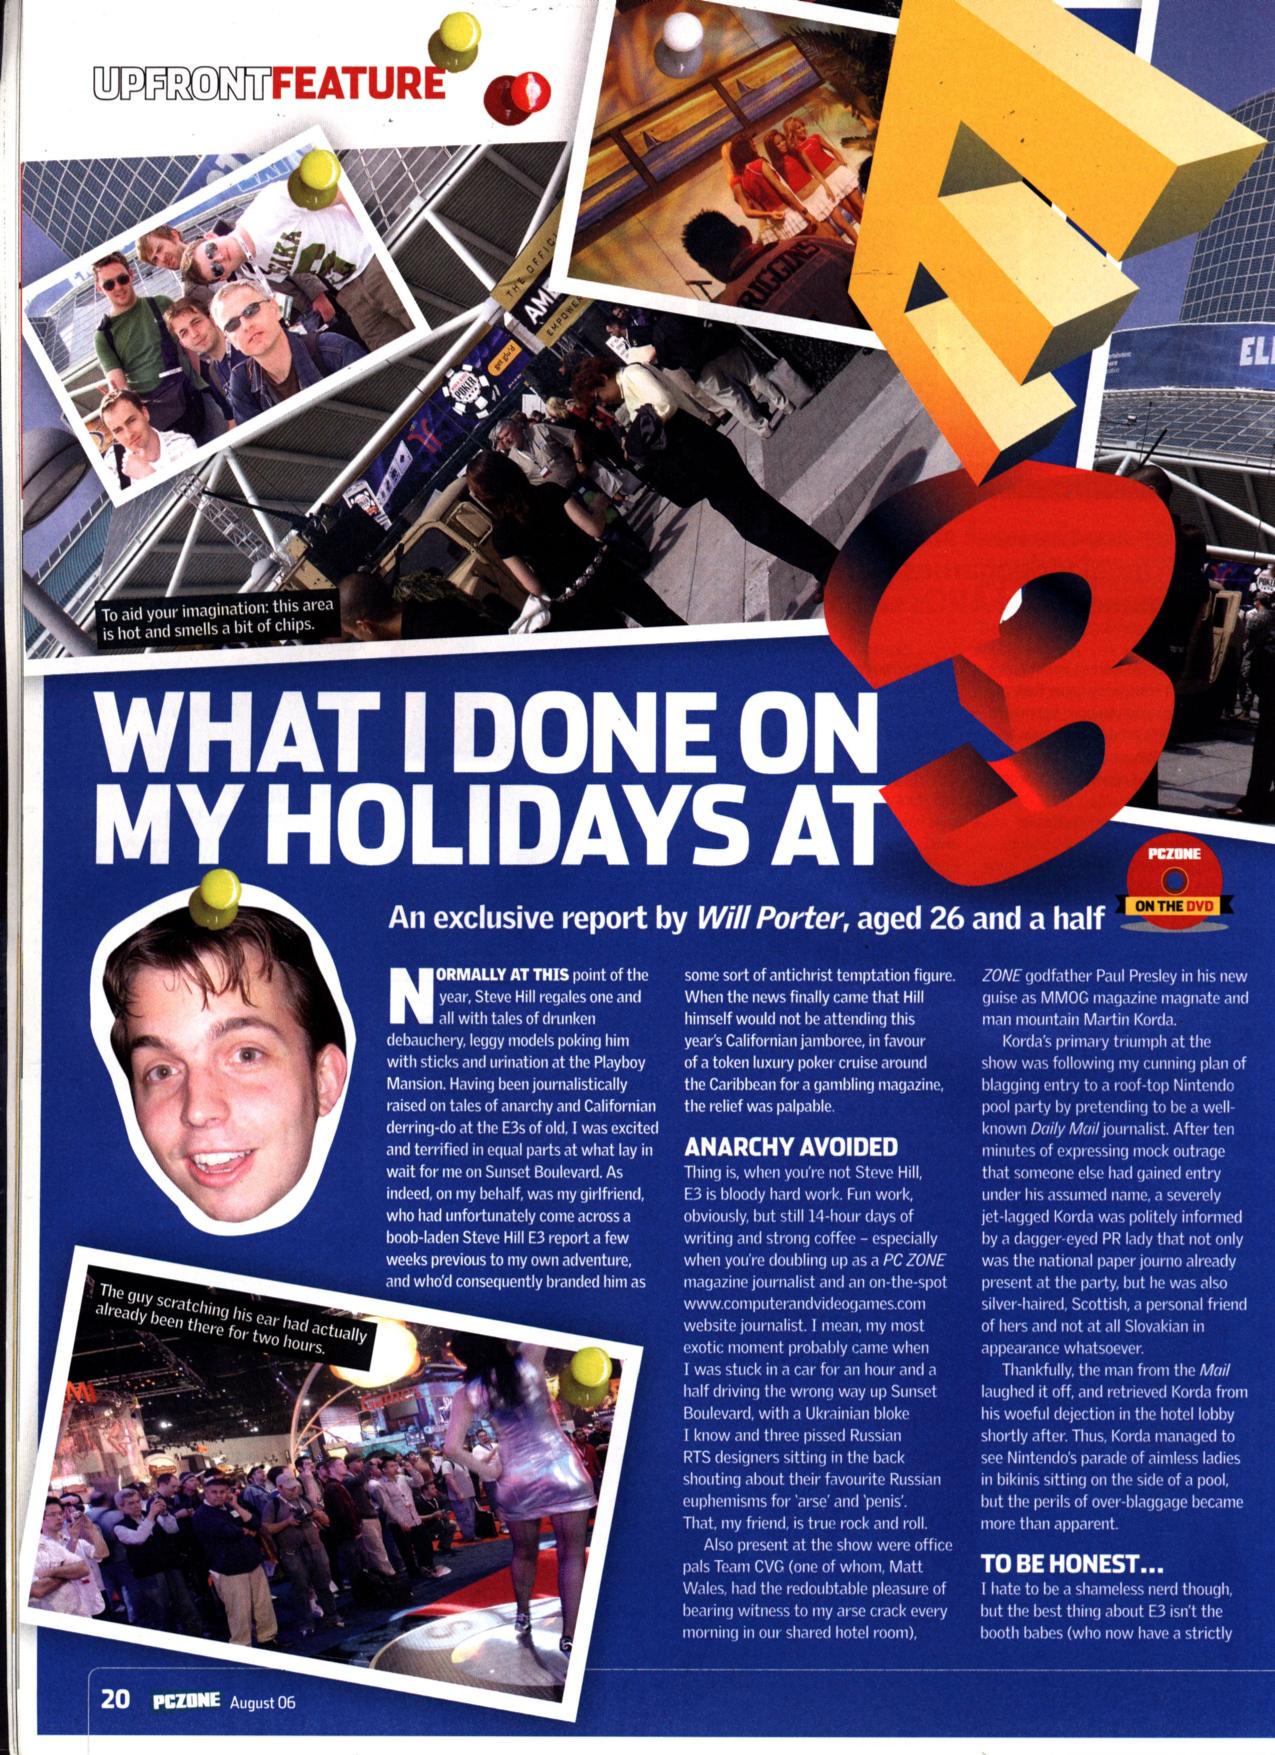 UPFRONTFEATURE
THE OFFIC
AME
EMPOWER
RIGGINS
POKER
ELE
To aid your imagination: this area
is hot and smells a bit of chips.
E3
WHAT I DONE ON
MY HOLIDAYS AT
PCZONE
ON THE DVD
An exclusive report by Will Porter, aged 26 and a half
NORMALLY AT THIS point of the
year, Steve Hill regales one and
all with tales of drunken
debauchery, leggy models poking him
with sticks and urination at the Playboy
Mansion. Having been journalistically
raised on tales of anarchy and Californian
derring-do at the E3s of old, I was excited
and terrified in equal parts at what lay in
wait for me on Sunset Boulevard. As
indeed, on my behalf, was my girlfriend,
who had unfortunately come across a
boob-laden Steve Hill E3 report a few
weeks previous to my own adventure,
and who'd consequently branded him as
The guy scratching his ear had actually
already been there for two hours.
some sort of antichrist temptation figure.
When the news finally came that Hill
himself would not be attending this
year's Californian jamboree, in favour
of a token luxury poker cruise around
the Caribbean for a gambling magazine,
the relief was palpable.
ANARCHY AVOIDED
Thing is, when you're not Steve Hill,
E3 is bloody hard work. Fun work,
obviously, but still 14-hour days of
writing and strong coffee – especially
when you're doubling up as a PC ZONE
magazine journalist and an on-the-spot
www.computerandvideogames.com
website journalist. I mean, my most
exotic moment probably came when
I was stuck in a car for an hour and a
half driving the wrong way up Sunset
Boulevard, with a Ukrainian bloke
I know and three pissed Russian
RTS designers sitting in the back
shouting about their favourite Russian
euphemisms for 'arse' and 'penis'.
That, my friend, is true rock and roll.
Also present at the show were office
pals Team CVG (one of whom, Matt
Wales, had the redoubtable pleasure of
bearing witness to my arse crack every
morning in our shared hotel room),
ZONE godfather Paul Presley in his new
guise as MMOG magazine magnate and
man mountain Martin Korda.
Korda's primary triumph at the
show was following my cunning plan of
blagging entry to a roof-top Nintendo
pool party by pretending to be a well-
known Daily Mail journalist. After ten
minutes of expressing mock outrage
that someone else had gained entry
under his assumed name, a severely
jet-lagged Korda was politely informed
by a dagger-eyed PR lady that not only
was the national paper journo already
present at the party, but he was also
silver-haired, Scottish, a personal friend
of hers and not at all Slovakian in
appearance whatsoever.
Thankfully, the man from the Mail
laughed it off, and retrieved Korda from
his woeful dejection in the hotel lobby
shortly after. Thus, Korda managed to
see Nintendo's parade of aimless ladies
in bikinis sitting on the side of a pool,
but the perils of over-blaggage became
more than apparent.
TO BE HONEST...
I hate to be a shameless nerd though,
but the best thing about E3 isn't the
booth babes (who now have a strictly
20 PCZONE August 06